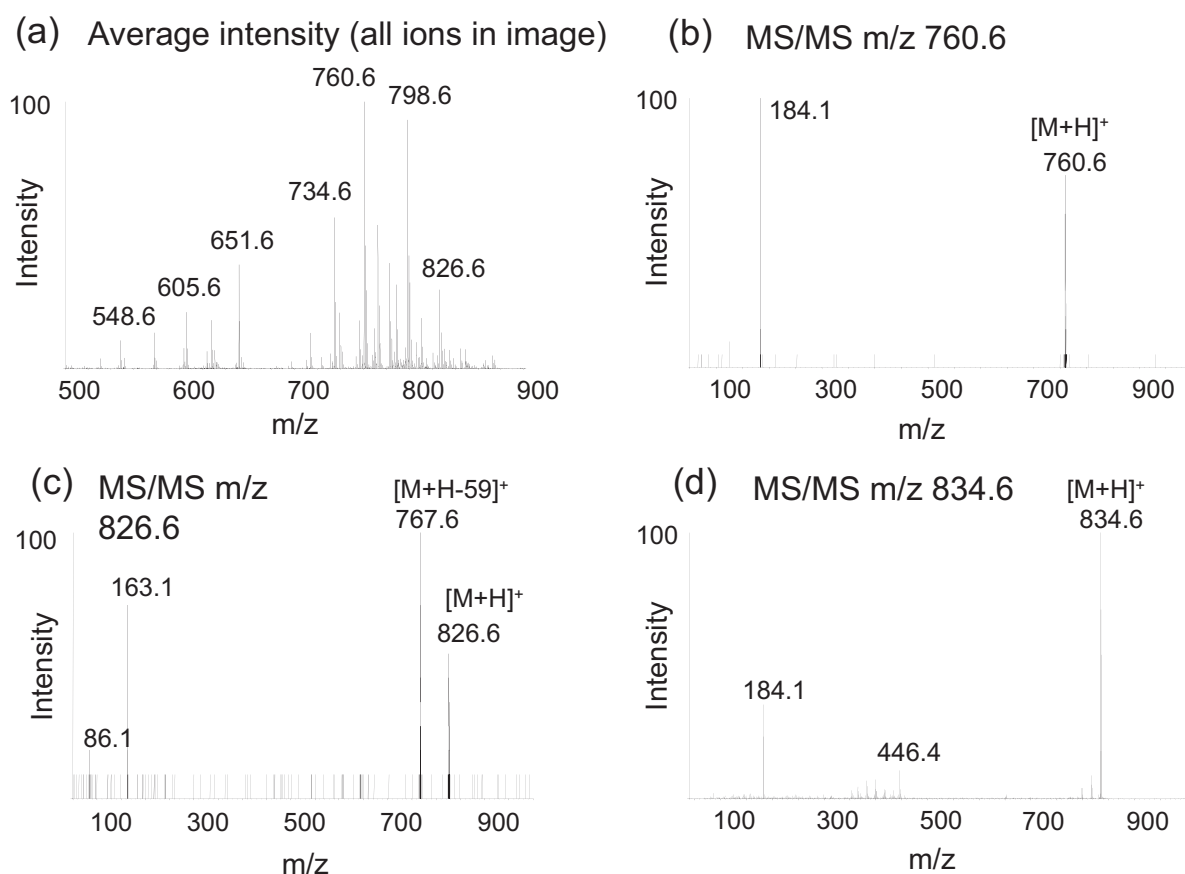 (a) Average intensity (all ions in image)
100
Intensity
548.6
605.6
651.6
734.6
760.6
798.6
826.6
500 600 700 800 900
m/z
(b) MS/MS m/z 760.6
100
Intensity
184.1
[M+H]⁺
760.6
100 300 500 700 900
m/z
(c) MS/MS m/z
826.6
100
Intensity
86.1
163.1
[M+H-59]⁺
767.6
[M+H]⁺
826.6
100 300 500 700 900
m/z
(d) MS/MS m/z 834.6
100
Intensity
184.1
446.4
[M+H]⁺
834.6
100 300 500 700 900
m/z